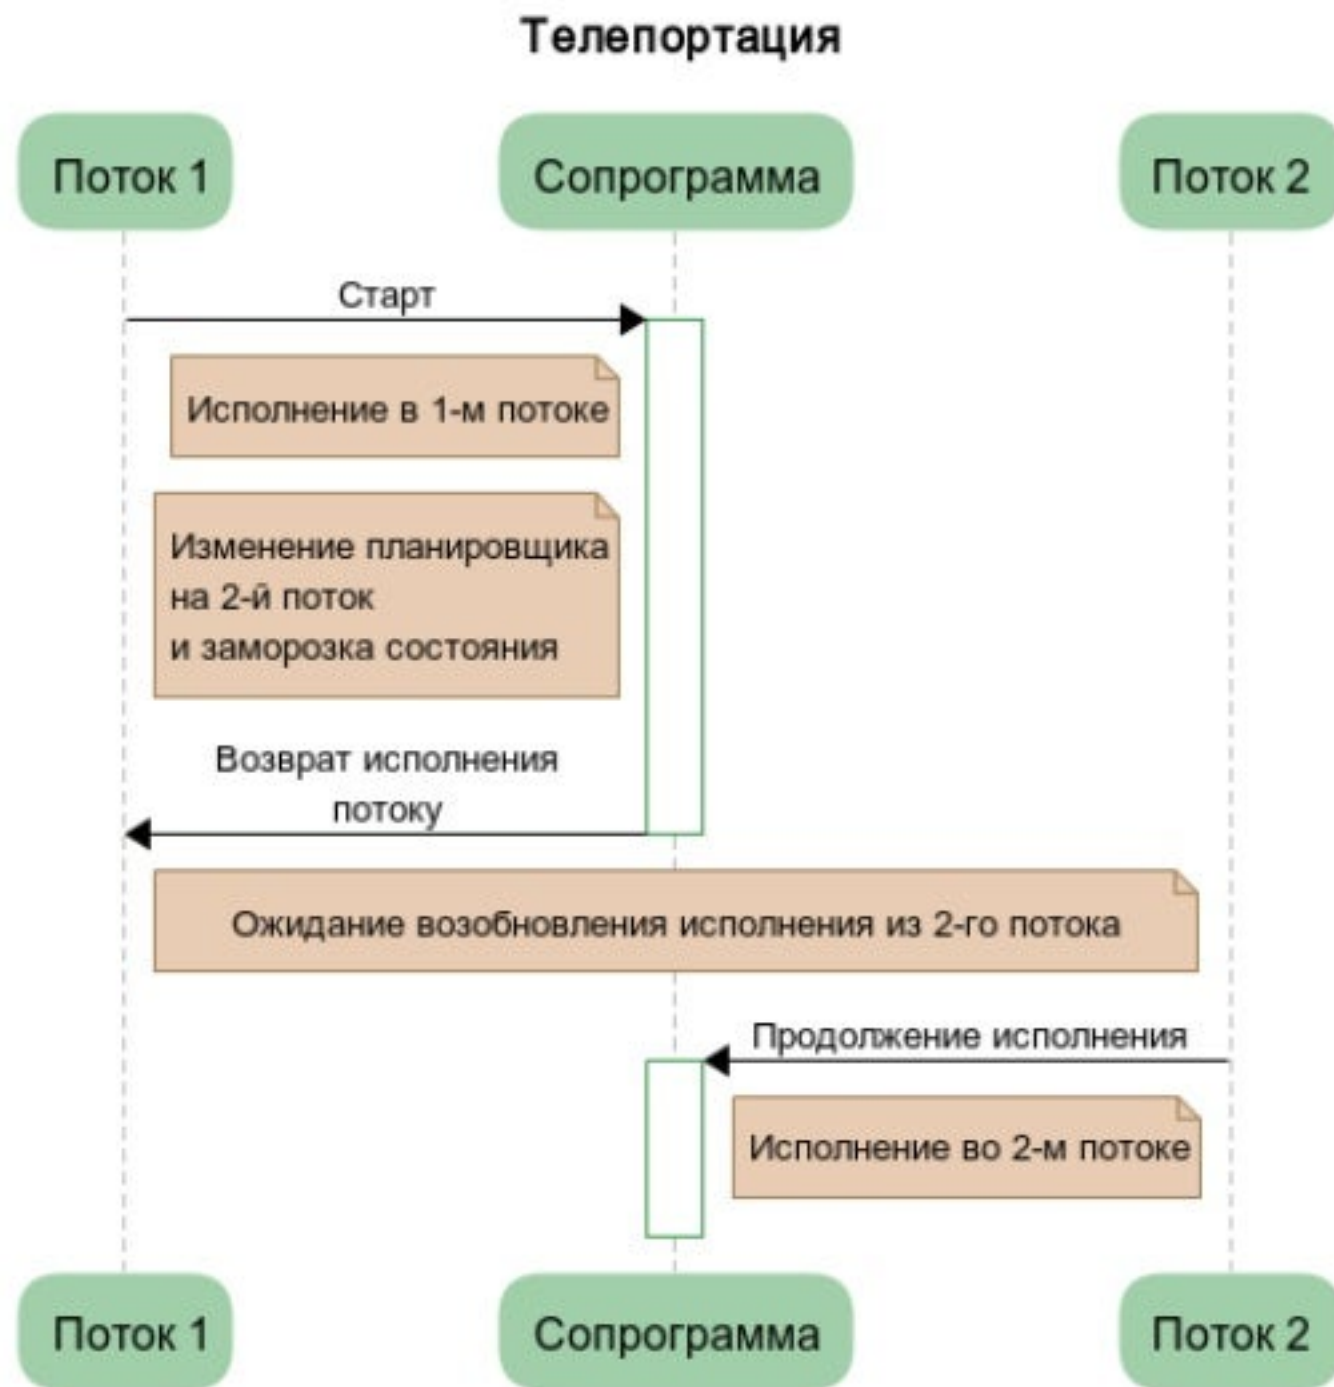 Телепортация
Поток 1
Сопрограмма
Поток 2
Старт
Исполнение в 1-м потоке
Изменение планировщика
на 2-й поток
и заморозка состояния
Возврат исполнения
потоку
Ожидание возобновления исполнения из 2-го потока
Продолжение исполнения
Исполнение во 2-м потоке
Поток 1
Сопрограмма
Поток 2